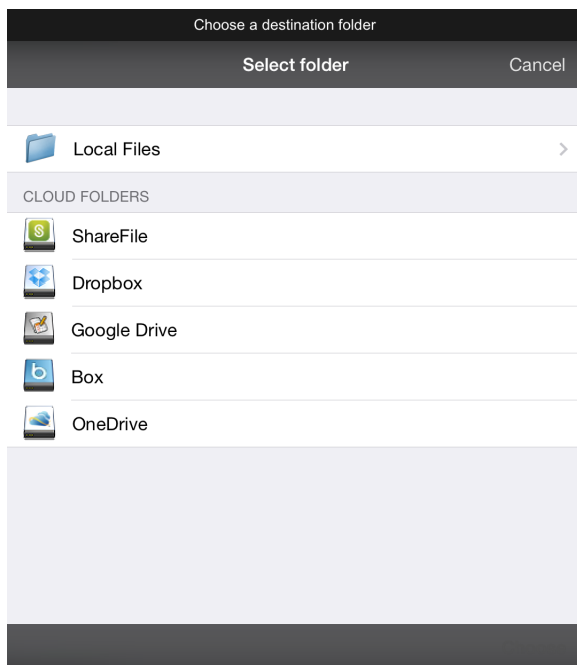 Choose a destination folder
Select folder Cancel
Local Files
CLOUD FOLDERS
ShareFile
Dropbox
Google Drive
Box
OneDrive